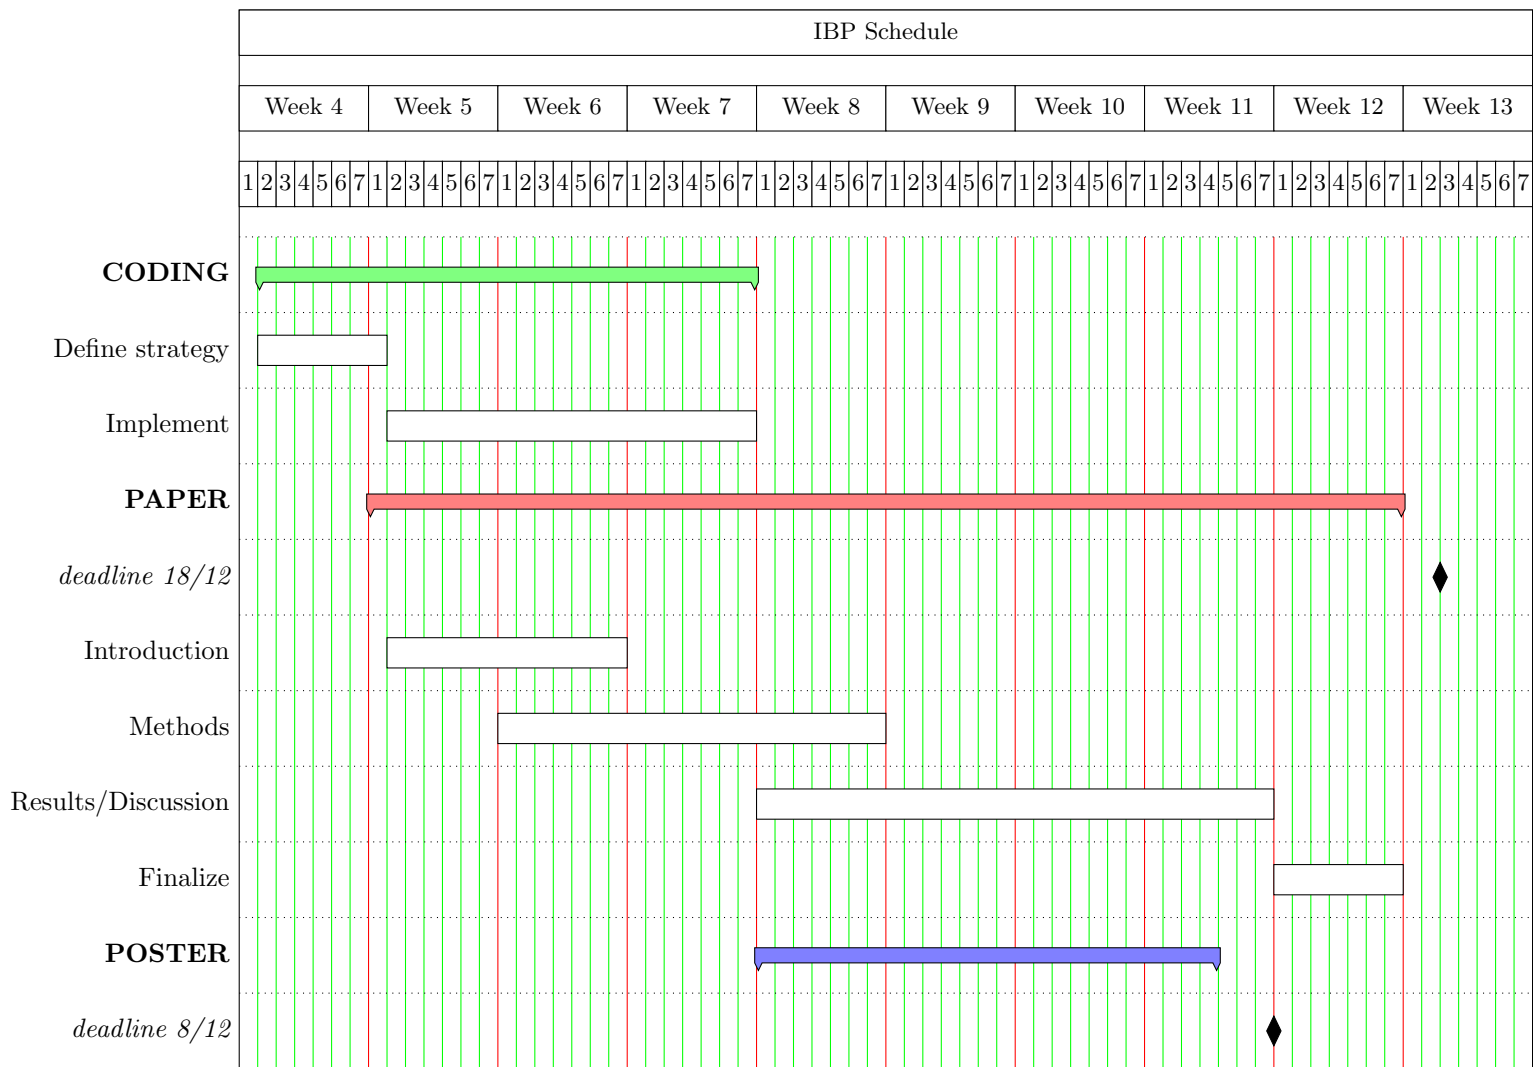 IBP Schedule
Week 4 Week 5 Week 6 Week 7 Week 8 Week 9 Week 10 Week 11 Week 12 Week 13
1 2 3 4 5 6 7 1 2 3 4 5 6 7 1 2 3 4 5 6 7 1 2 3 4 5 6 7 1 2 3 4 5 6 7 1 2 3 4 5 6 7 1 2 3 4 5 6 7 1 2 3 4 5 6 7 1 2 3 4 5 6 7 1 2 3 4 5 6 7
CODING
Define strategy
Implement
PAPER
deadline 18/12
Introduction
Methods
Results/Discussion
Finalize
POSTER
deadline 8/12